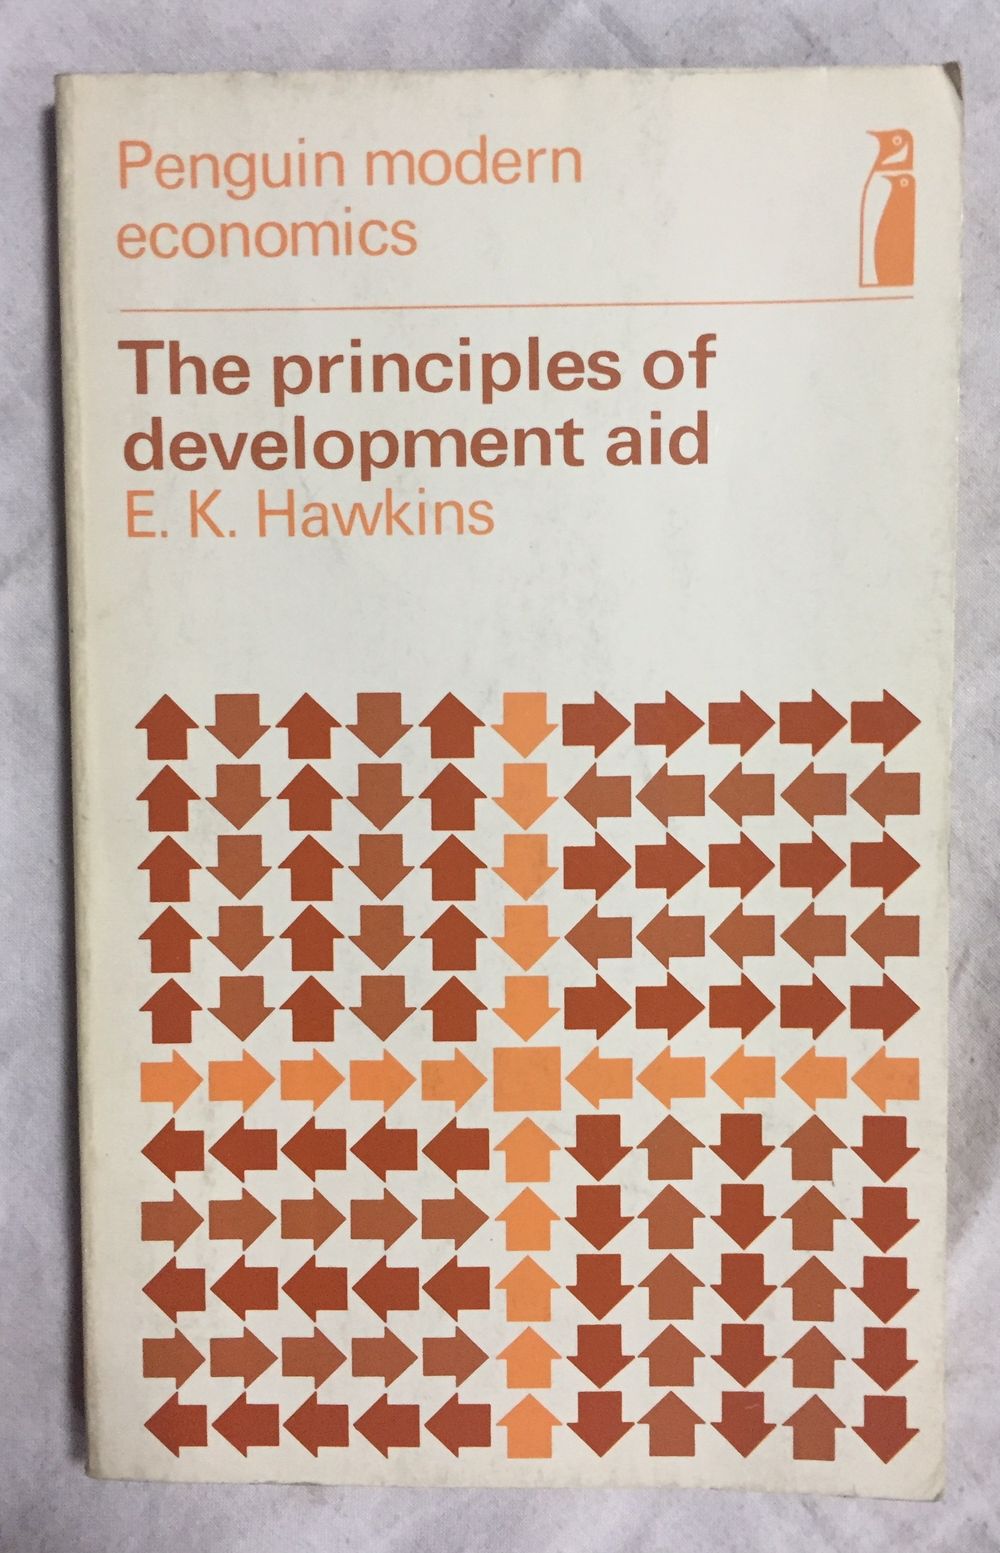 Penguin modern
economics
The principles of
development aid
E. K. Hawkins